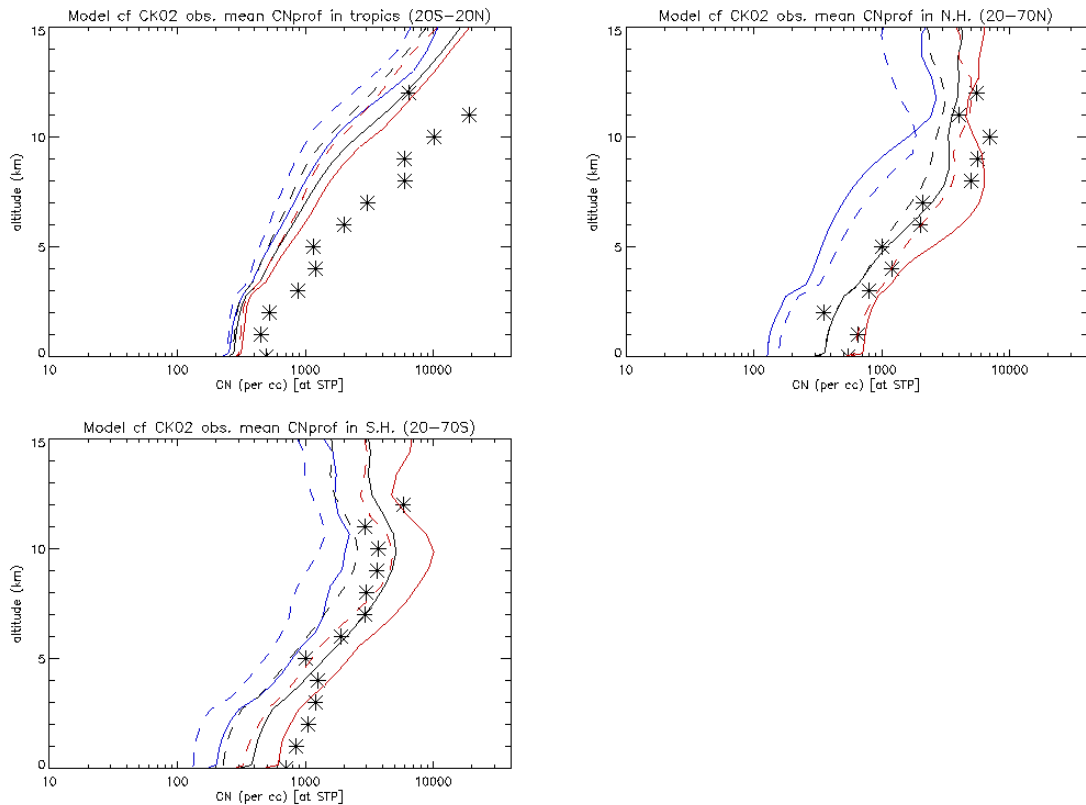 Model cf CK02 obs. mean CNprof in tropics (20S-20N)
15
10
5
0
altitude (km)
10 100 1000 10000
CN (per cc) [at STP]
Model cf CK02 obs. mean CNprof in N.H. (20-70N)
15
10
5
0
altitude (km)
10 100 1000 10000
CN (per cc) [at STP]
Model cf CK02 obs. mean CNprof in S.H. (20-70S)
15
10
5
0
altitude (km)
10 100 1000 10000
CN (per cc) [at STP]